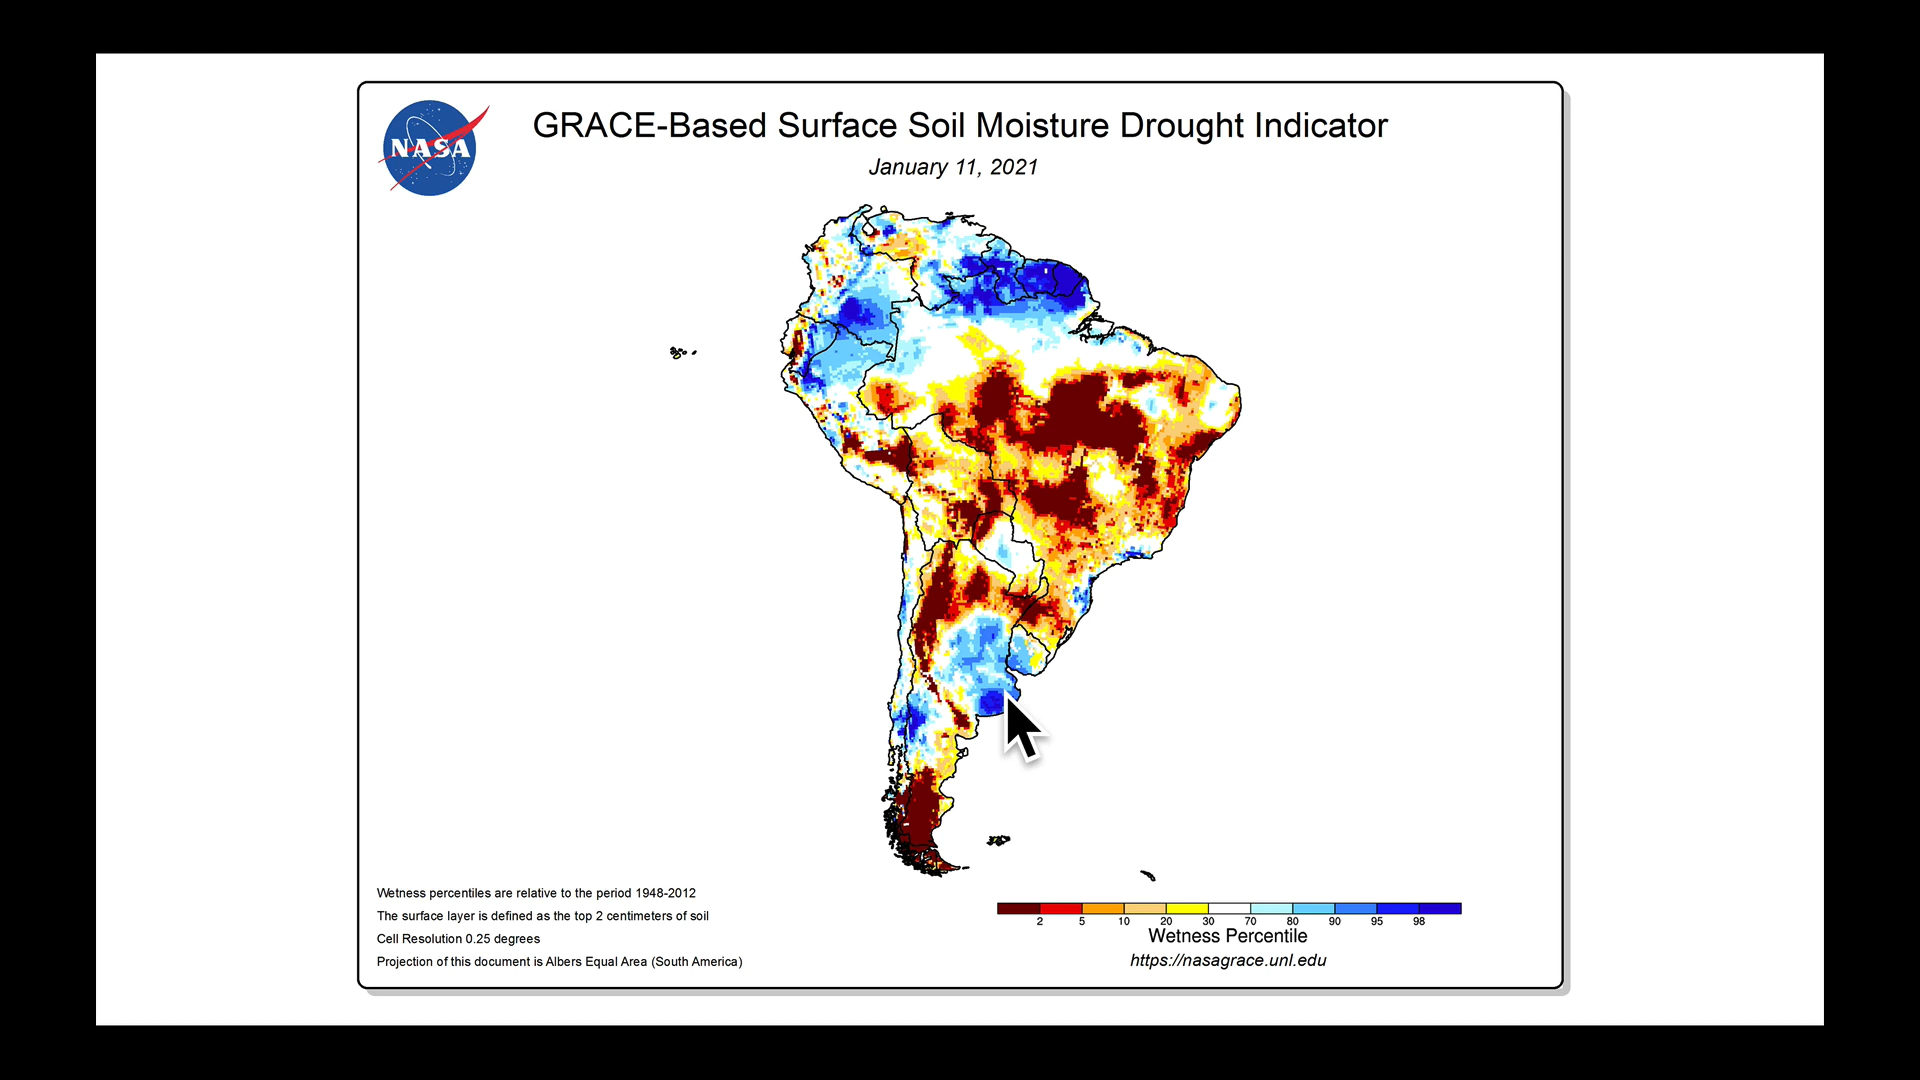 NASA
GRACE-Based Surface Soil Moisture Drought Indicator
January 11, 2021
Wetness percentiles are relative to the period 1948-2012
The surface layer is defined as the top 2 centimeters of soil
Cell Resolution 0.25 degrees
Projection of this document is Albers Equal Area (South America)
2 5 10 20 30 70 80 90 95 98
Wetness Percentile
https://nasagrace.unl.edu